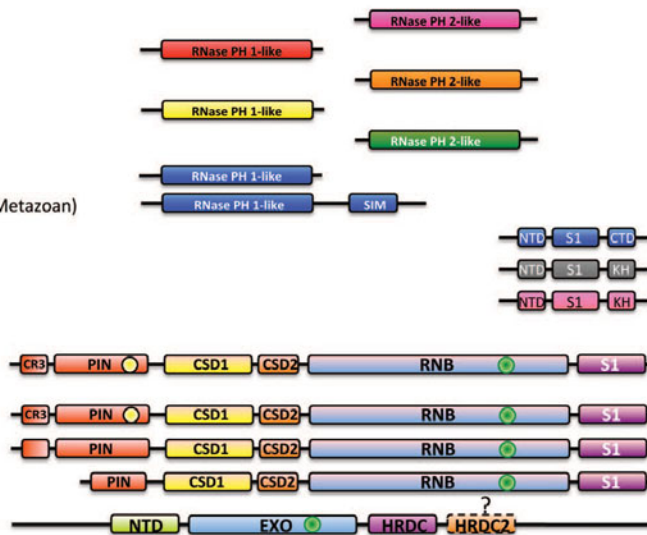 RNase PH 2-like
RNase PH 1-like
RNase PH 2-like
RNase PH 1-like
RNase PH 2-like
RNase PH 1-like
Metazoan)
RNase PH 1-like SIM
NTD S1 CTD
NTD S1 KH
NTD S1 KH
CR3 PIN CSD1 CSD2 RNB S1
CR3 PIN CSD1 CSD2 RNB S1
PIN CSD1 CSD2 RNB S1
PIN CSD1 CSD2 RNB S1
?
NTD EXO HRDC HRDC2